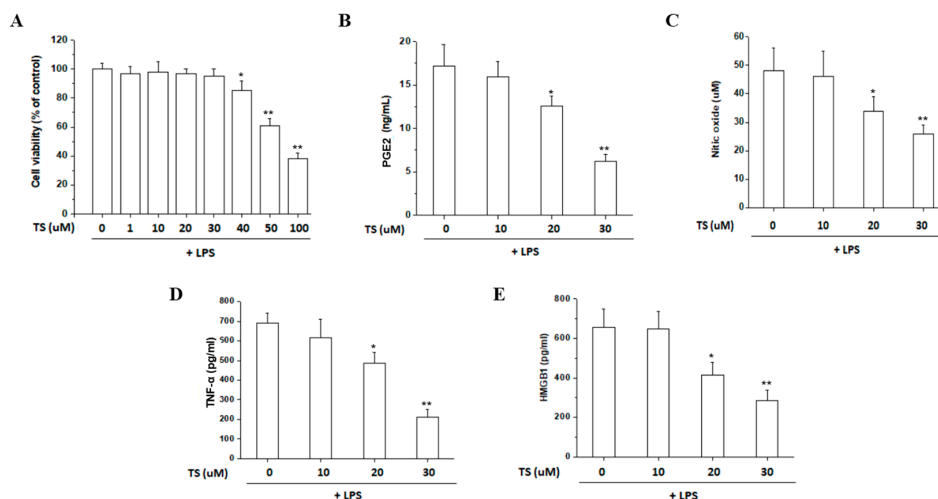 A
Cell viability (% of control)
120
100
80
60
40
20
0
*
**
**
TS (uM) 0 1 10 20 30 40 50 100
+ LPS
B
PGE2 (ng/mL)
20
15
10
5
0
*
**
TS (uM) 0 10 20 30
+ LPS
C
Nitic oxide (uM)
60
50
40
30
20
10
0
*
**
TS (uM) 0 10 20 30
+ LPS
D
TNF-α (pg/ml)
800
700
600
500
400
300
200
100
0
*
**
TS (uM) 0 10 20 30
+ LPS
E
HMGB1 (pg/ml)
800
600
400
200
0
*
**
TS (uM) 0 10 20 30
+ LPS